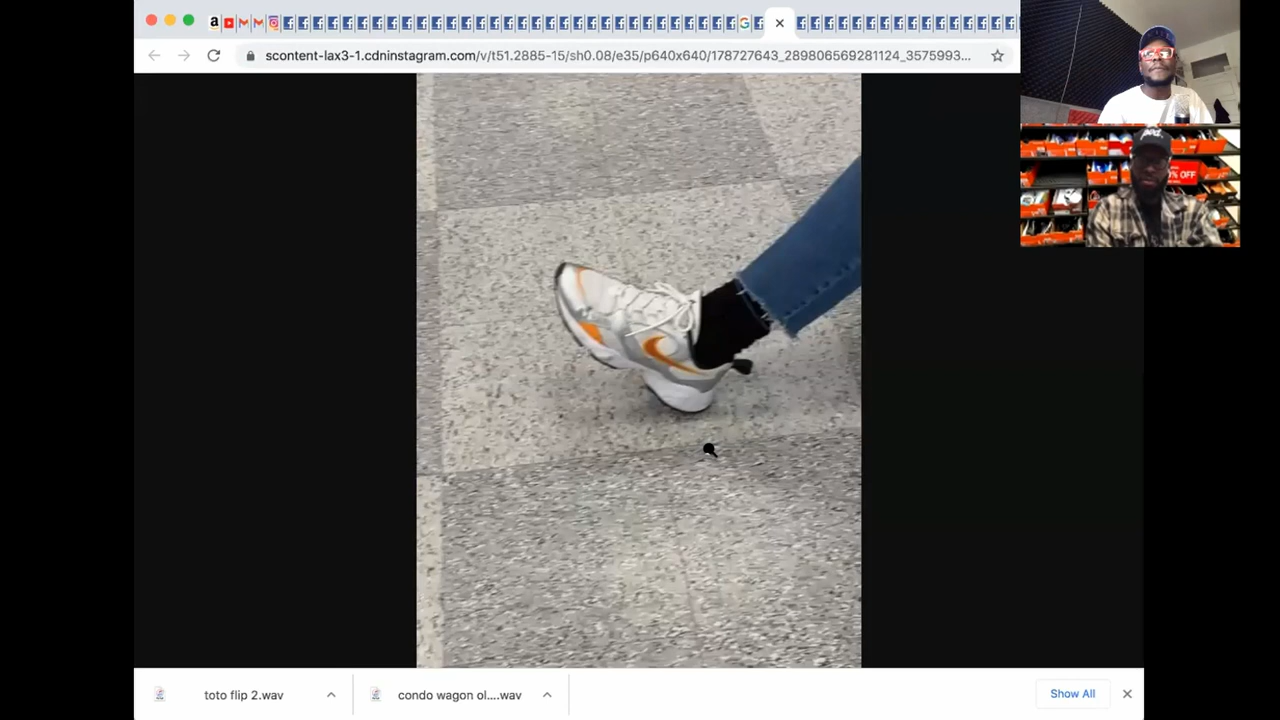 scontent-lax3-1.cdninstagram.com/v/t51.2885-15/sh0.08/e35/p640x640/178727643_289806569281124_3575993...
% OFF
toto flip 2.wav
condo wagon ol....wav
Show All